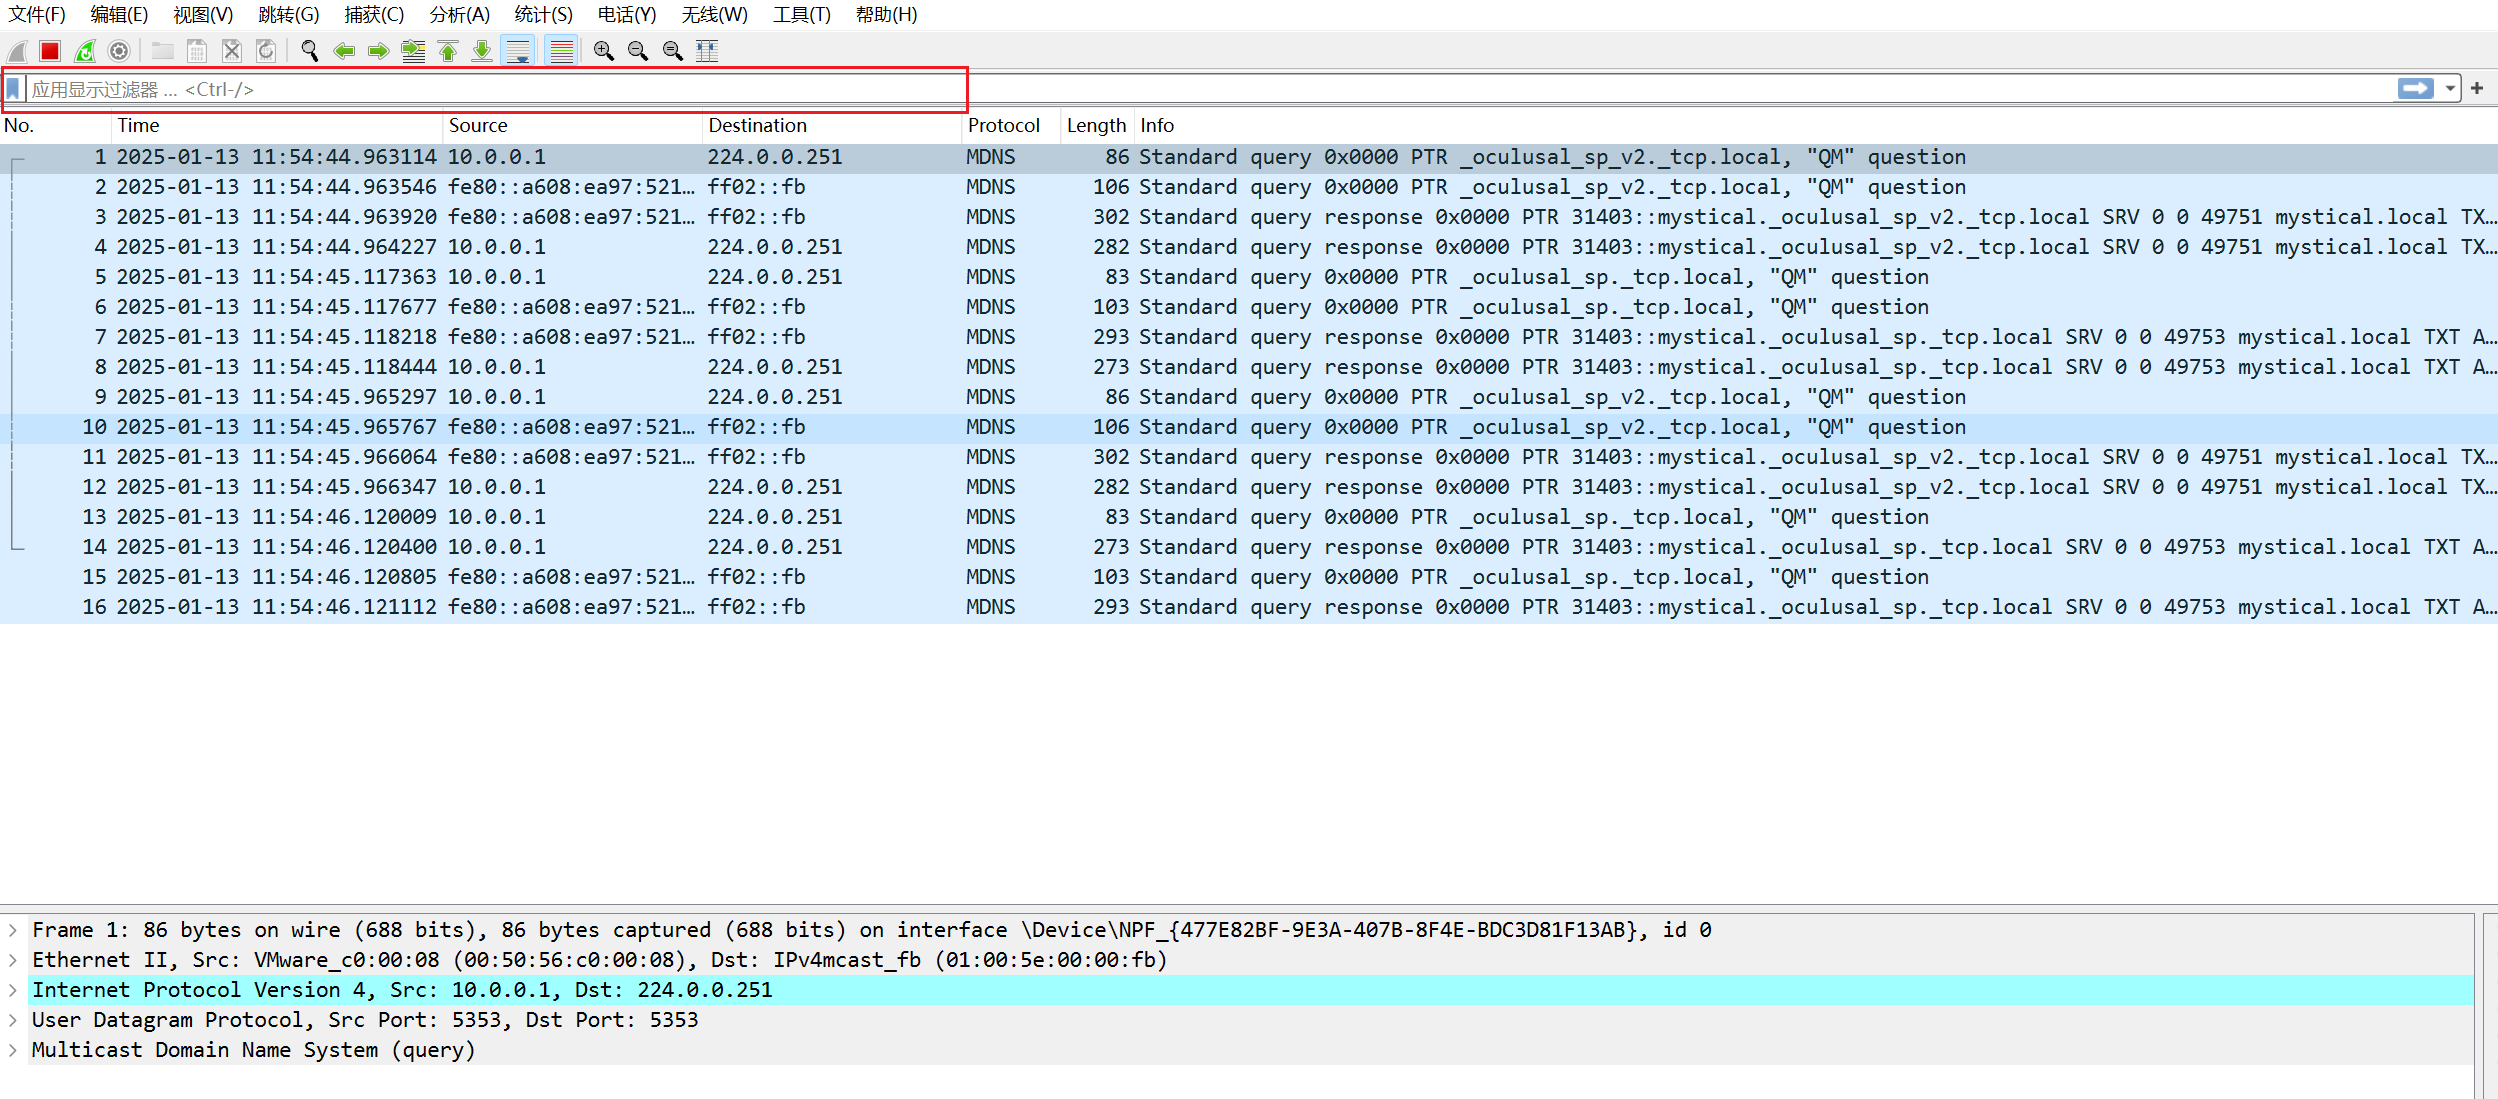 文件(F) 编辑(E) 视图(V) 跳转(G) 捕获(C) 分析(A) 统计(S) 电话(Y) 无线(W) 工具(T) 帮助(H)
应用显示过滤器 … <Ctrl-/>
No. Time Source Destination Protocol Length Info
1 2025-01-13 11:54:44.963114 10.0.0.1 224.0.0.251 MDNS 86 Standard query 0x0000 PTR _oculusal_sp_v2._tcp.local, "QM" question
2 2025-01-13 11:54:44.963546 fe80::a608:ea97:521… ff02::fb MDNS 106 Standard query 0x0000 PTR _oculusal_sp_v2._tcp.local, "QM" question
3 2025-01-13 11:54:44.963920 fe80::a608:ea97:521… ff02::fb MDNS 302 Standard query response 0x0000 PTR 31403::mystical._oculusal_sp_v2._tcp.local SRV 0 0 49751 mystical.local TX…
4 2025-01-13 11:54:44.964227 10.0.0.1 224.0.0.251 MDNS 282 Standard query response 0x0000 PTR 31403::mystical._oculusal_sp_v2._tcp.local SRV 0 0 49751 mystical.local TX…
5 2025-01-13 11:54:45.117363 10.0.0.1 224.0.0.251 MDNS 83 Standard query 0x0000 PTR _oculusal_sp._tcp.local, "QM" question
6 2025-01-13 11:54:45.117677 fe80::a608:ea97:521… ff02::fb MDNS 103 Standard query 0x0000 PTR _oculusal_sp._tcp.local, "QM" question
7 2025-01-13 11:54:45.118218 fe80::a608:ea97:521… ff02::fb MDNS 293 Standard query response 0x0000 PTR 31403::mystical._oculusal_sp._tcp.local SRV 0 0 49753 mystical.local TXT A…
8 2025-01-13 11:54:45.118444 10.0.0.1 224.0.0.251 MDNS 273 Standard query response 0x0000 PTR 31403::mystical._oculusal_sp._tcp.local SRV 0 0 49753 mystical.local TXT A…
9 2025-01-13 11:54:45.965297 10.0.0.1 224.0.0.251 MDNS 86 Standard query 0x0000 PTR _oculusal_sp_v2._tcp.local, "QM" question
10 2025-01-13 11:54:45.965767 fe80::a608:ea97:521… ff02::fb MDNS 106 Standard query 0x0000 PTR _oculusal_sp_v2._tcp.local, "QM" question
11 2025-01-13 11:54:45.966064 fe80::a608:ea97:521… ff02::fb MDNS 302 Standard query response 0x0000 PTR 31403::mystical._oculusal_sp_v2._tcp.local SRV 0 0 49751 mystical.local TX…
12 2025-01-13 11:54:45.966347 10.0.0.1 224.0.0.251 MDNS 282 Standard query response 0x0000 PTR 31403::mystical._oculusal_sp_v2._tcp.local SRV 0 0 49751 mystical.local TX…
13 2025-01-13 11:54:46.120009 10.0.0.1 224.0.0.251 MDNS 83 Standard query 0x0000 PTR _oculusal_sp._tcp.local, "QM" question
14 2025-01-13 11:54:46.120400 10.0.0.1 224.0.0.251 MDNS 273 Standard query response 0x0000 PTR 31403::mystical._oculusal_sp._tcp.local SRV 0 0 49753 mystical.local TXT A…
15 2025-01-13 11:54:46.120805 fe80::a608:ea97:521… ff02::fb MDNS 103 Standard query 0x0000 PTR _oculusal_sp._tcp.local, "QM" question
16 2025-01-13 11:54:46.121112 fe80::a608:ea97:521… ff02::fb MDNS 293 Standard query response 0x0000 PTR 31403::mystical._oculusal_sp._tcp.local SRV 0 0 49753 mystical.local TXT A…
Frame 1: 86 bytes on wire (688 bits), 86 bytes captured (688 bits) on interface \Device\NPF_{477E82BF-9E3A-407B-8F4E-BDC3D81F13AB}, id 0
Ethernet II, Src: VMware_c0:00:08 (00:50:56:c0:00:08), Dst: IPv4mcast_fb (01:00:5e:00:00:fb)
Internet Protocol Version 4, Src: 10.0.0.1, Dst: 224.0.0.251
User Datagram Protocol, Src Port: 5353, Dst Port: 5353
Multicast Domain Name System (query)